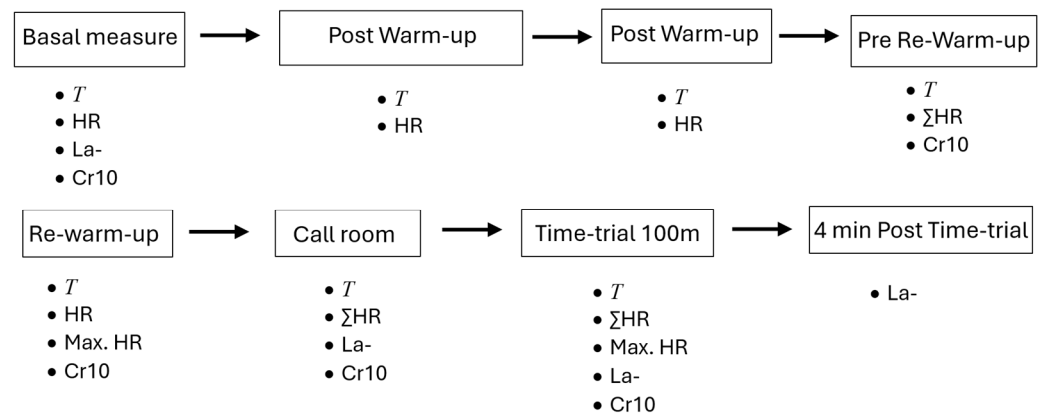 Basal measure
Post Warm-up
Post Warm-up
Pre Re-Warm-up
• T
• HR
• La-
• Cr10
• T
• HR
• T
• HR
• T
• ∑HR
• Cr10
Re-warm-up
Call room
Time-trial 100m
4 min Post Time-trial
• T
• HR
• Max. HR
• Cr10
• T
• ∑HR
• La-
• Cr10
• T
• ∑HR
• Max. HR
• La-
• Cr10
• La-